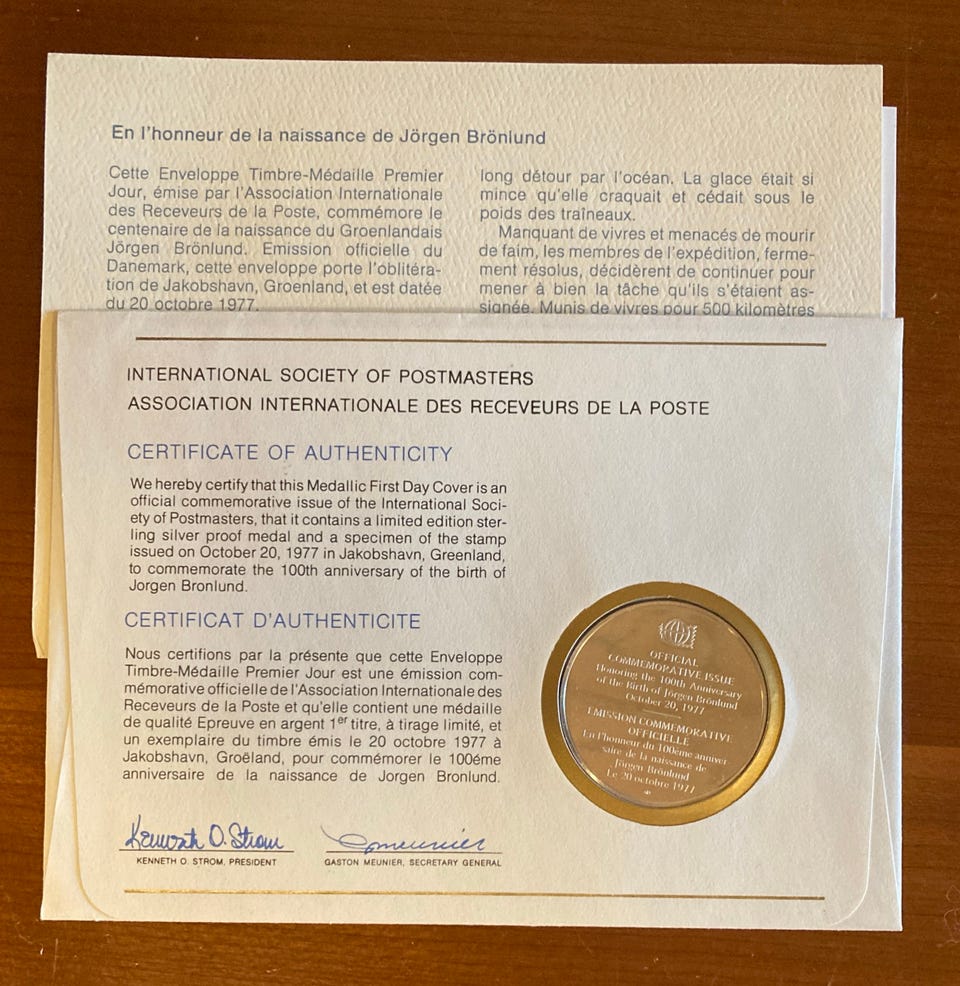 En l'honneur de la naissance de Jörgen Brönlund
Cette Enveloppe Timbre-Médaille Premier
Jour, émise par l'Association Internationale
des Receveurs de la Poste, commémore le
centenaire de la naissance du Groenlandais
Jörgen Brönlund. Emission officielle du
Danemark, cette enveloppe porte l'oblitéra-
tion de Jakobshavn, Groenland, et est datée
du 20 octobre 1977.
long détour par l'océan. La glace était si
mince qu'elle craquait et cédait sous le
poids des traîneaux.
Manquant de vivres et menacés de mourir
de faim, les membres de l'expédition, ferme-
ment résolus, décidèrent de continuer pour
mener à bien la tâche qu'ils s'étaient as-
signée. Munis de vivres pour 500 kilomètres
INTERNATIONAL SOCIETY OF POSTMASTERS
ASSOCIATION INTERNATIONALE DES RECEVEURS DE LA POSTE
CERTIFICATE OF AUTHENTICITY
We hereby certify that this Medallic First Day Cover is an
official commemorative issue of the International Soci-
ety of Postmasters, that it contains a limited edition ster-
ling silver proof medal and a specimen of the stamp
issued on October 20, 1977 in Jakobshavn, Greenland,
to commemorate the 100th anniversary of the birth of
Jorgen Bronlund.
CERTIFICAT D'AUTHENTICITE
Nous certifions par la présente que cette Enveloppe
Timbre-Médaille Premier Jour est une émission com-
mémorative officielle de l'Association Internationale des
Receveurs de la Poste et qu'elle contient une médaille
de qualité Epreuve en argent 1er titre, à tirage limité, et
un exemplaire du timbre émis le 20 octobre 1977 à
Jakobshavn, Groëland, pour commémorer le 100éme
anniversaire de la naissance de Jorgen Bronlund.
Kenneth O. Strom
KENNETH O. STROM, PRESIDENT
GMeunier
GASTON MEUNIER, SECRETARY GENERAL
OFFICIAL
COMMEMORATIVE ISSUE
Honoring the 100th Anniversary
of the Birth of Jörgen Brönlund
October 20, 1977
EMISSION COMMEMORATIVE
OFFICIELLE
En l'honneur du 100ème anniver
saire de la naissance de
Jörgen Brönlund
Le 20 octobre 1977